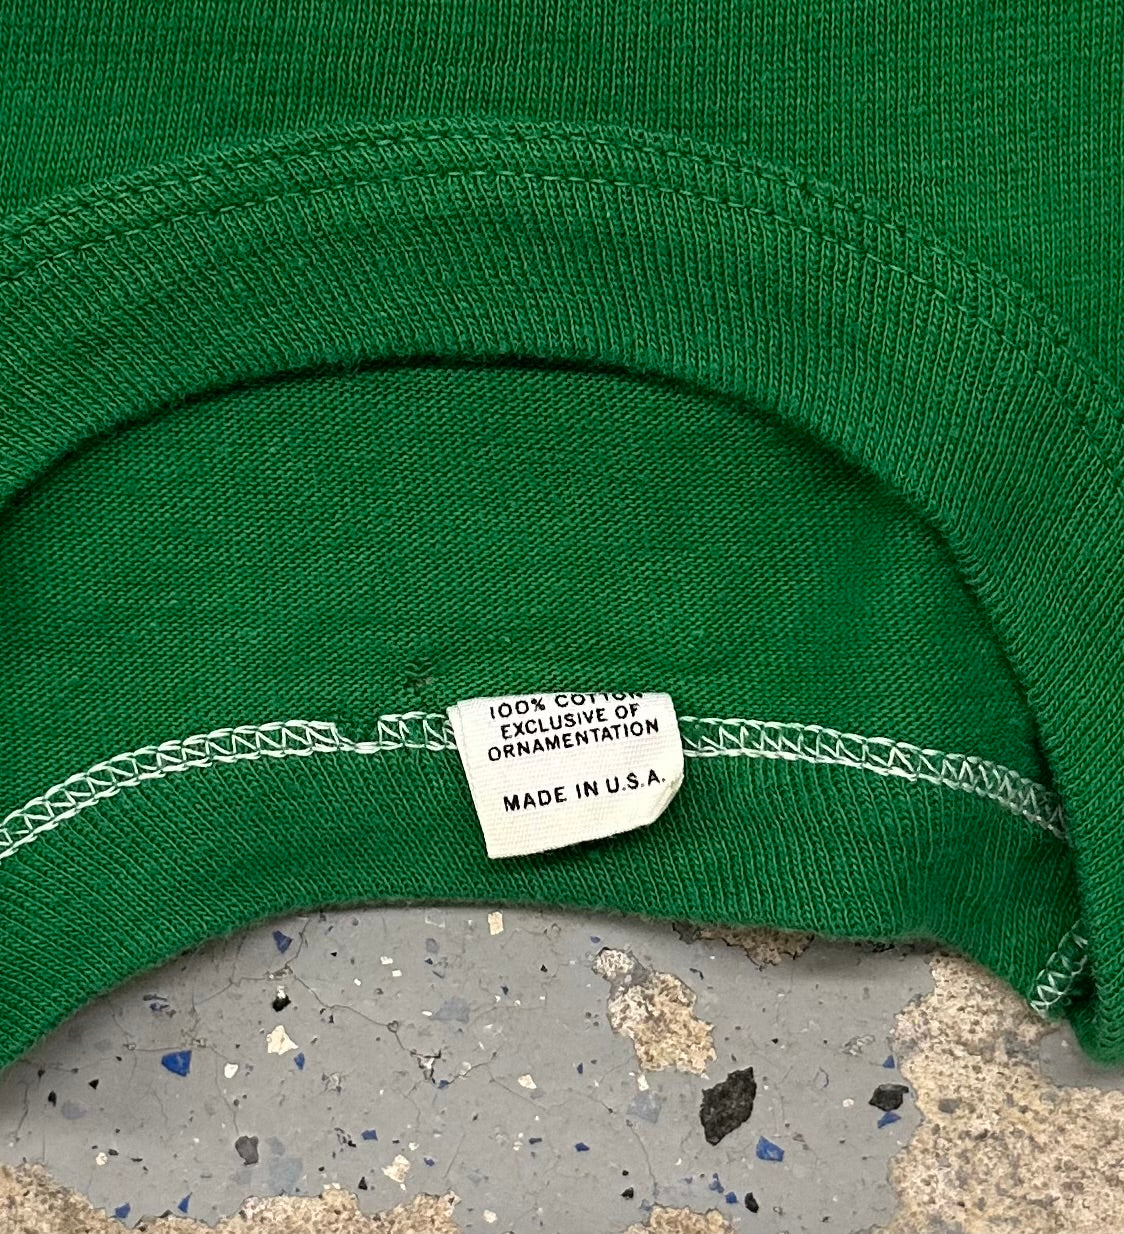 100% COTTON
EXCLUSIVE OF
ORNAMENTATION
MADE IN U.S.A.